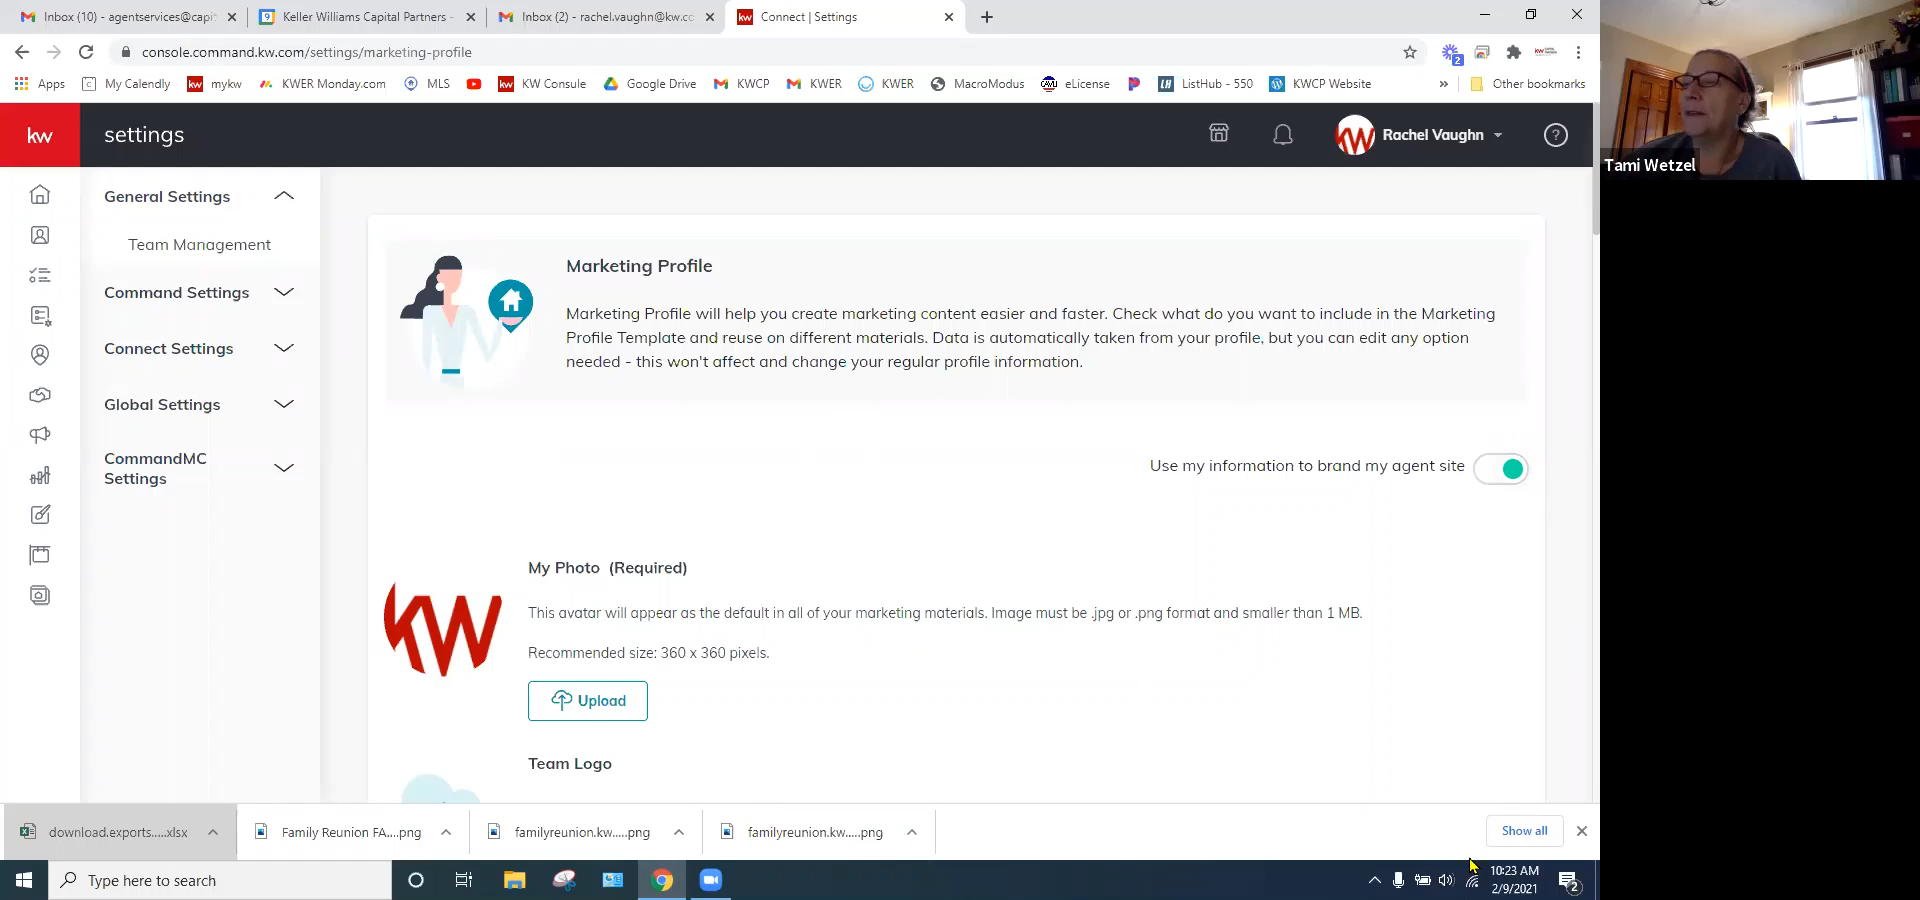 Inbox (10) - agentservices@capi
Keller Williams Capital Partners -
Inbox (2) - rachel.vaughn@kw.cc
Connect | Settings
console.command.kw.com/settings/marketing-profile
Apps
My Calendly
mykw
KWER Monday.com
MLS
KW Consule
Google Drive
KWCP
KWER
KWER
MacroModus
eLicense
ListHub - 550
KWCP Website
Other bookmarks
kw
settings
Rachel Vaughn
General Settings
Team Management
Command Settings
Connect Settings
Global Settings
CommandMC
Settings
Marketing Profile
Marketing Profile will help you create marketing content easier and faster. Check what do you want to include in the Marketing
Profile Template and reuse on different materials. Data is automatically taken from your profile, but you can edit any option
needed - this won't affect and change your regular profile information.
Use my information to brand my agent site
My Photo (Required)
kw
This avatar will appear as the default in all of your marketing materials. Image must be .jpg or .png format and smaller than 1 MB.
Recommended size: 360 x 360 pixels.
Upload
Team Logo
download.exports.....xlsx
Family Reunion FA....png
familyreunion.kw.....png
familyreunion.kw.....png
Show all
Type here to search
10:23 AM
2/9/2021
2
Tami Wetzel